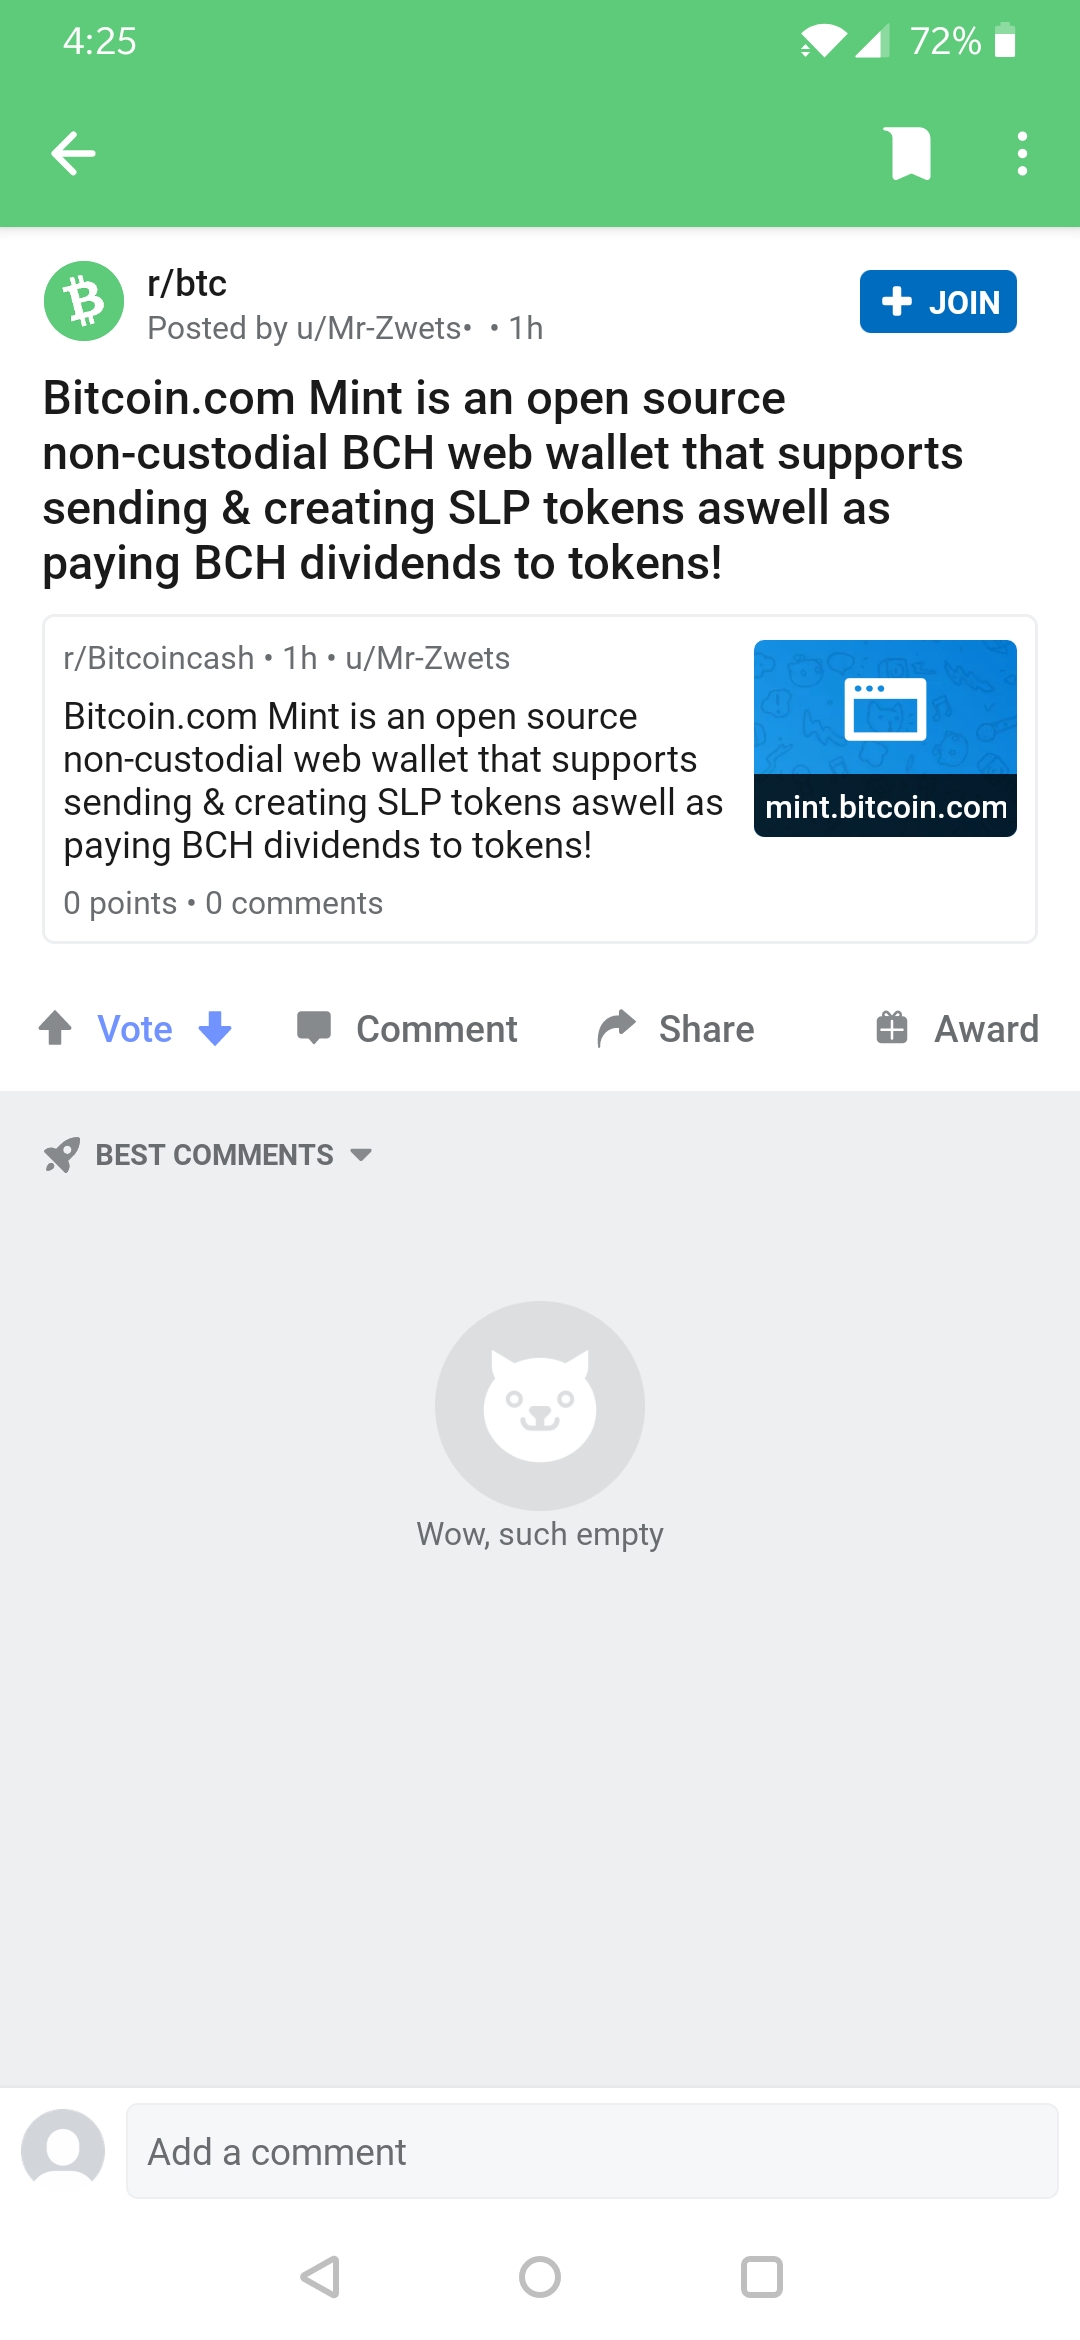 4:25
72%
r/btc
Posted by u/Mr-Zwets• • 1h
JOIN
Bitcoin.com Mint is an open source
non-custodial BCH web wallet that supports
sending & creating SLP tokens aswell as
paying BCH dividends to tokens!
r/Bitcoincash • 1h • u/Mr-Zwets
Bitcoin.com Mint is an open source
non-custodial web wallet that supports
sending & creating SLP tokens aswell as
paying BCH dividends to tokens!
mint.bitcoin.com
0 points • 0 comments
Vote
Comment
Share
Award
BEST COMMENTS
Wow, such empty
Add a comment